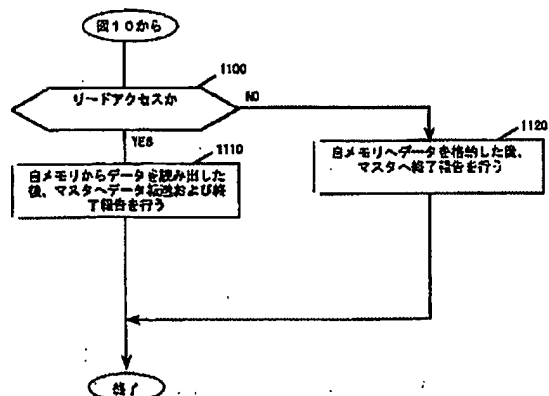 図10から
1100
リードアクセスか
NO
YES
1110
自メモリからデータを読み出した
後、マスタへデータ転送および終
了報告を行う
1120
自メモリへデータを格納した後、
マスタへ終了報告を行う
終了